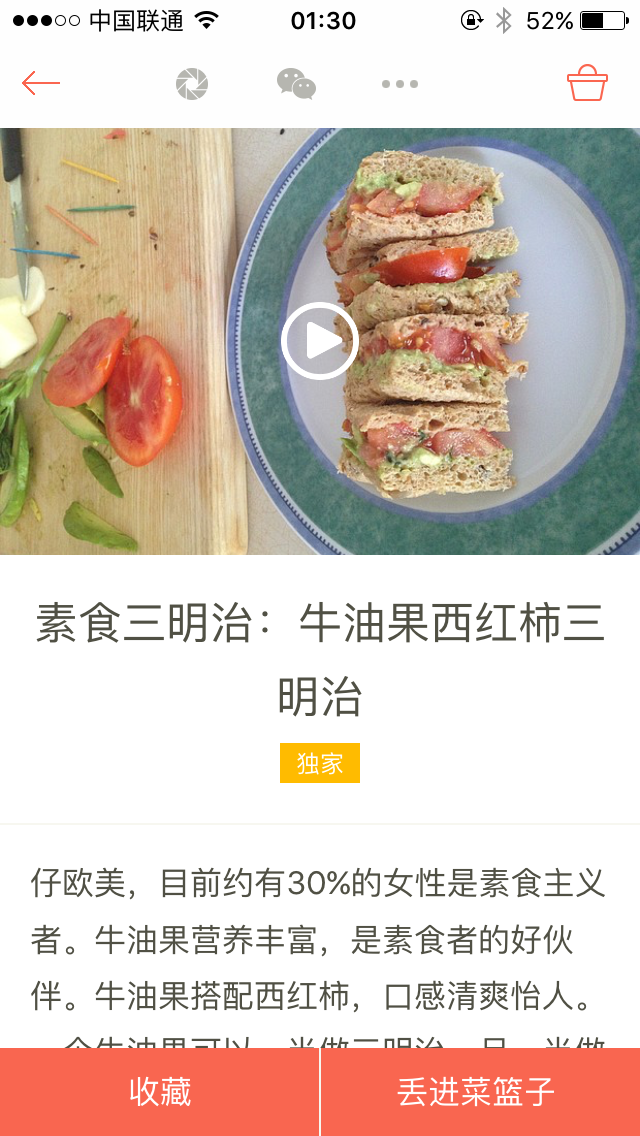 中国联通
01:30
52%
素食三明治：牛油果西红柿三
明治
独家
仔欧美，目前约有30%的女性是素食主义
者。牛油果营养丰富，是素食者的好伙
伴。牛油果搭配西红柿，口感清爽怡人。
收藏
丢进菜篮子